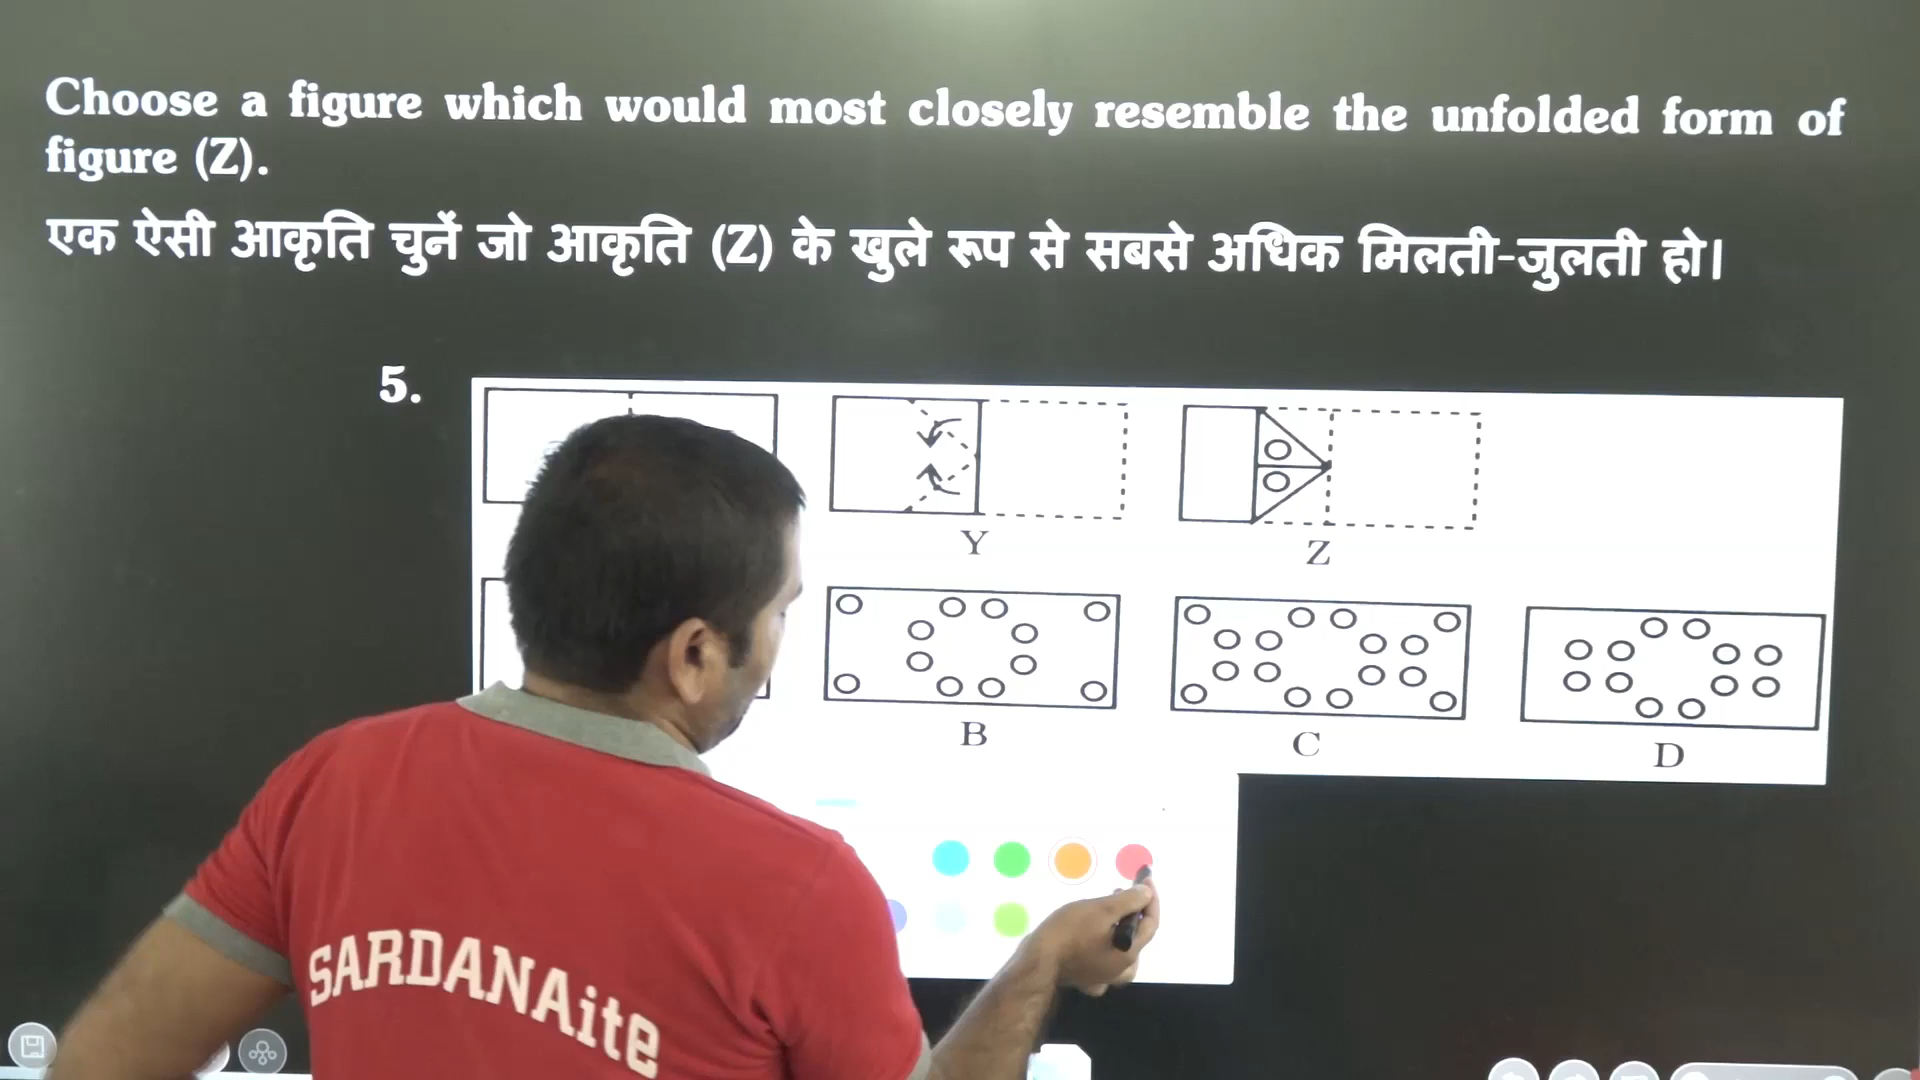 Choose a figure which would most closely resemble the unfolded form of
figure (Z).
एक ऐसी आकृति चुनें जो आकृति (Z) के खुले रूप से सबसे अधिक मिलती-जुलती हो।
5.
Y Z
B C D
SARDANAite